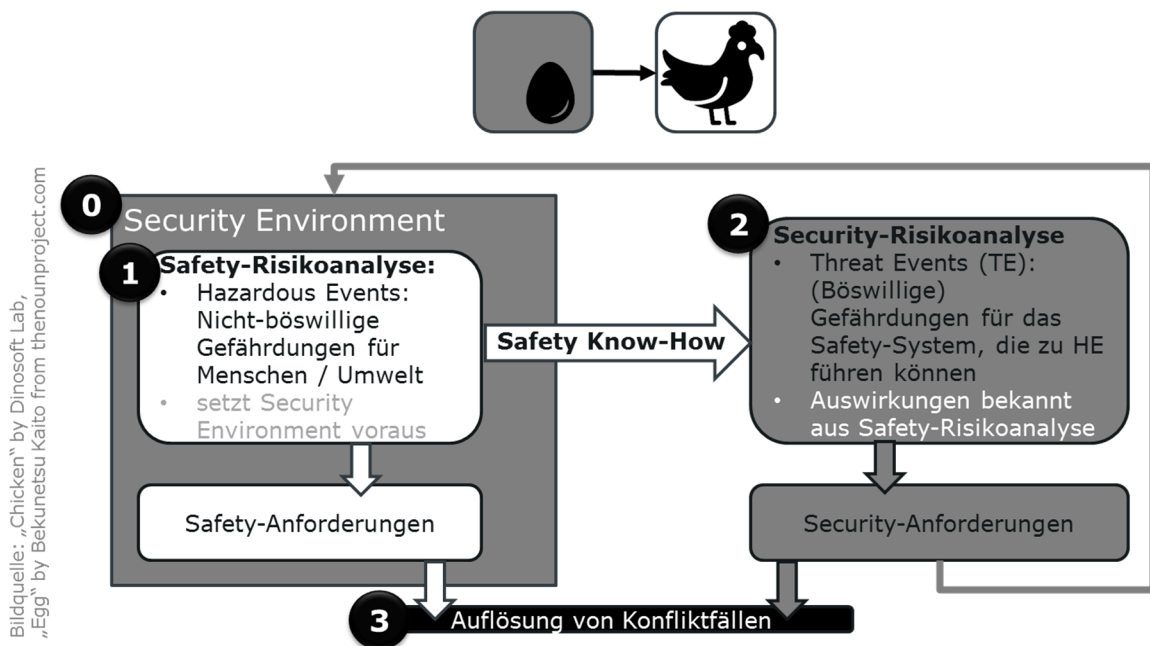 0
Security Environment
1
Safety-Risikoanalyse:
• Hazardous Events:
Nicht-böswillige
Gefährdungen für
Menschen / Umwelt
• setzt Security
Environment voraus
Safety-Anforderungen
Safety Know-How
2
Security-Risikoanalyse
• Threat Events (TE):
(Böswillige)
Gefährdungen für das
Safety-System, die zu HE
führen können
• Auswirkungen bekannt
aus Safety-Risikoanalyse
Security-Anforderungen
3
Auflösung von Konfliktfällen
Bildquelle: „Chicken“ by Dinosoft Lab,
„Egg“ by Bekunetsu Kaito from thenounproject.com